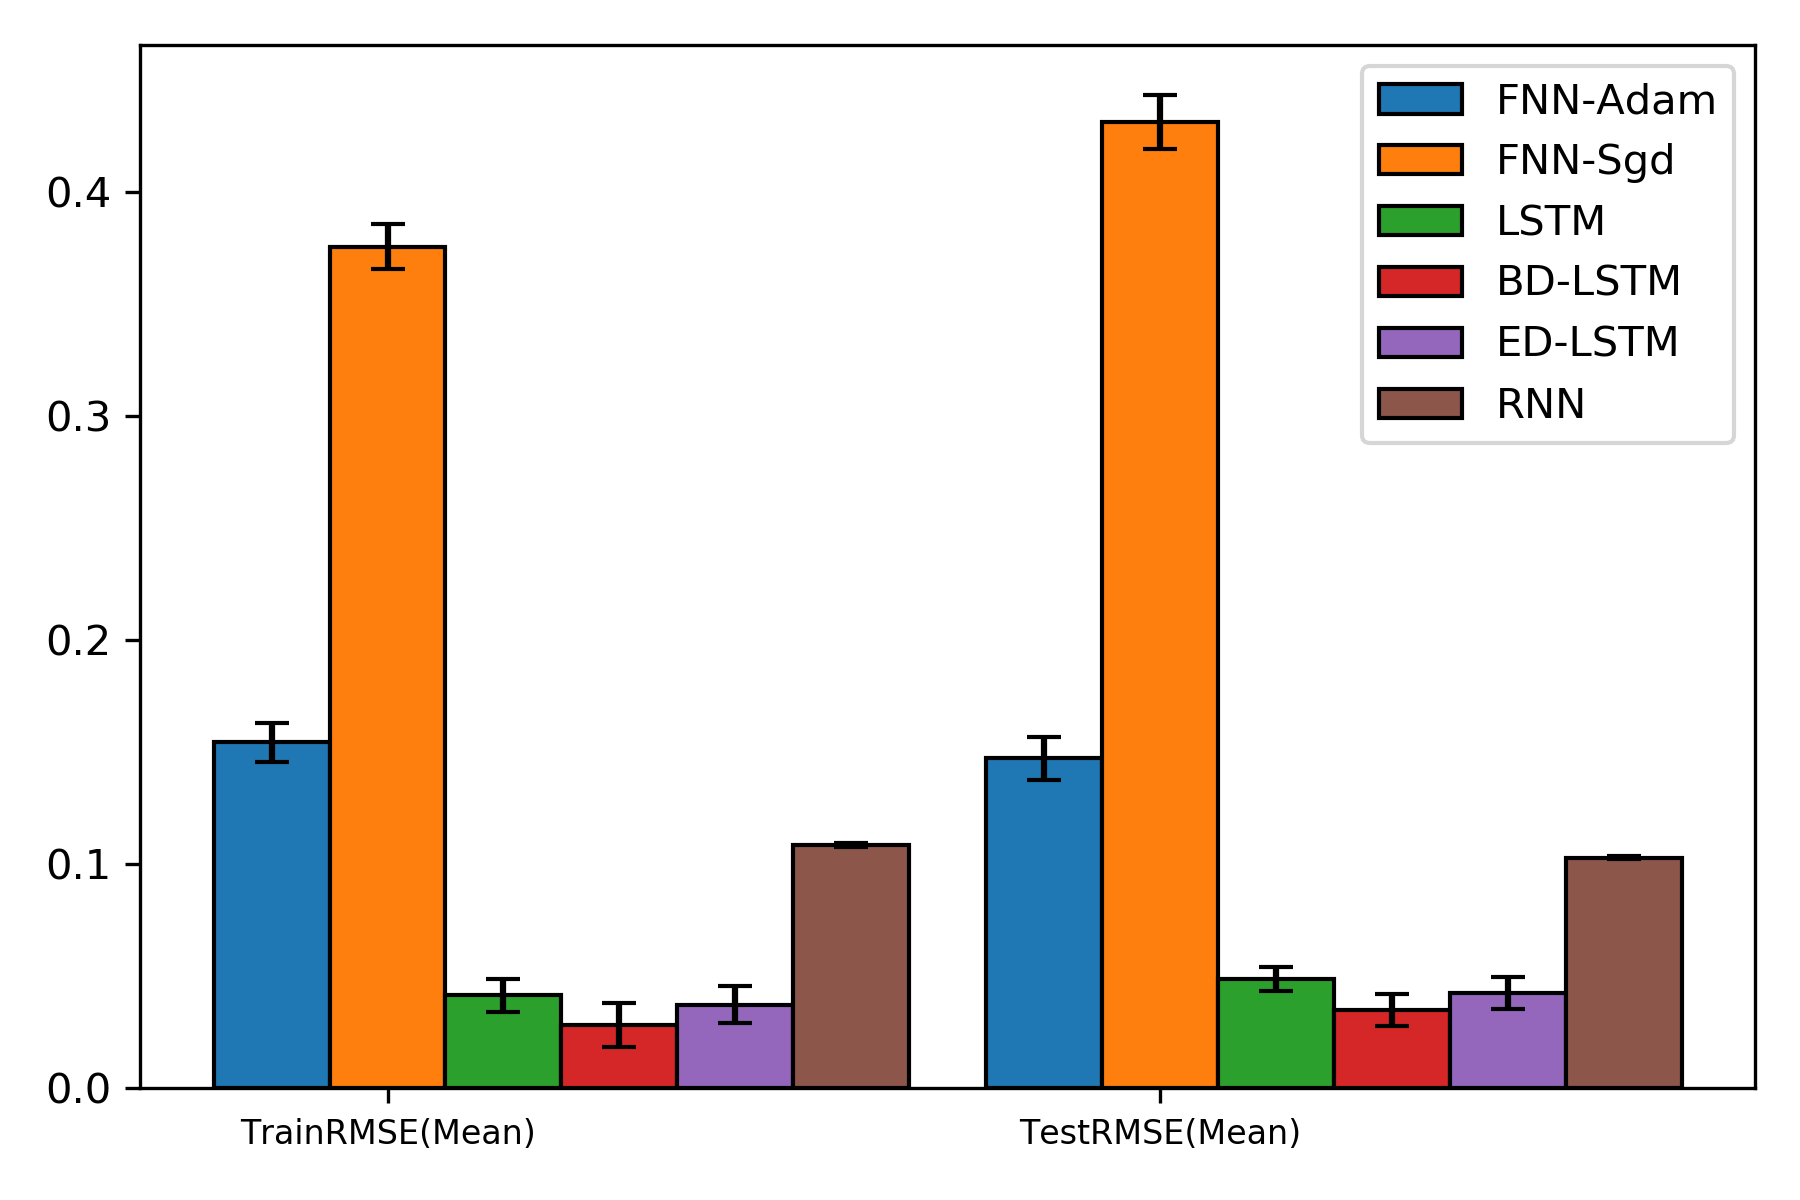 FNN-Adam
FNN-Sgd
LSTM
BD-LSTM
ED-LSTM
RNN
0.4
0.3
0.2
0.1
0.0
TrainRMSE(Mean) TestRMSE(Mean)